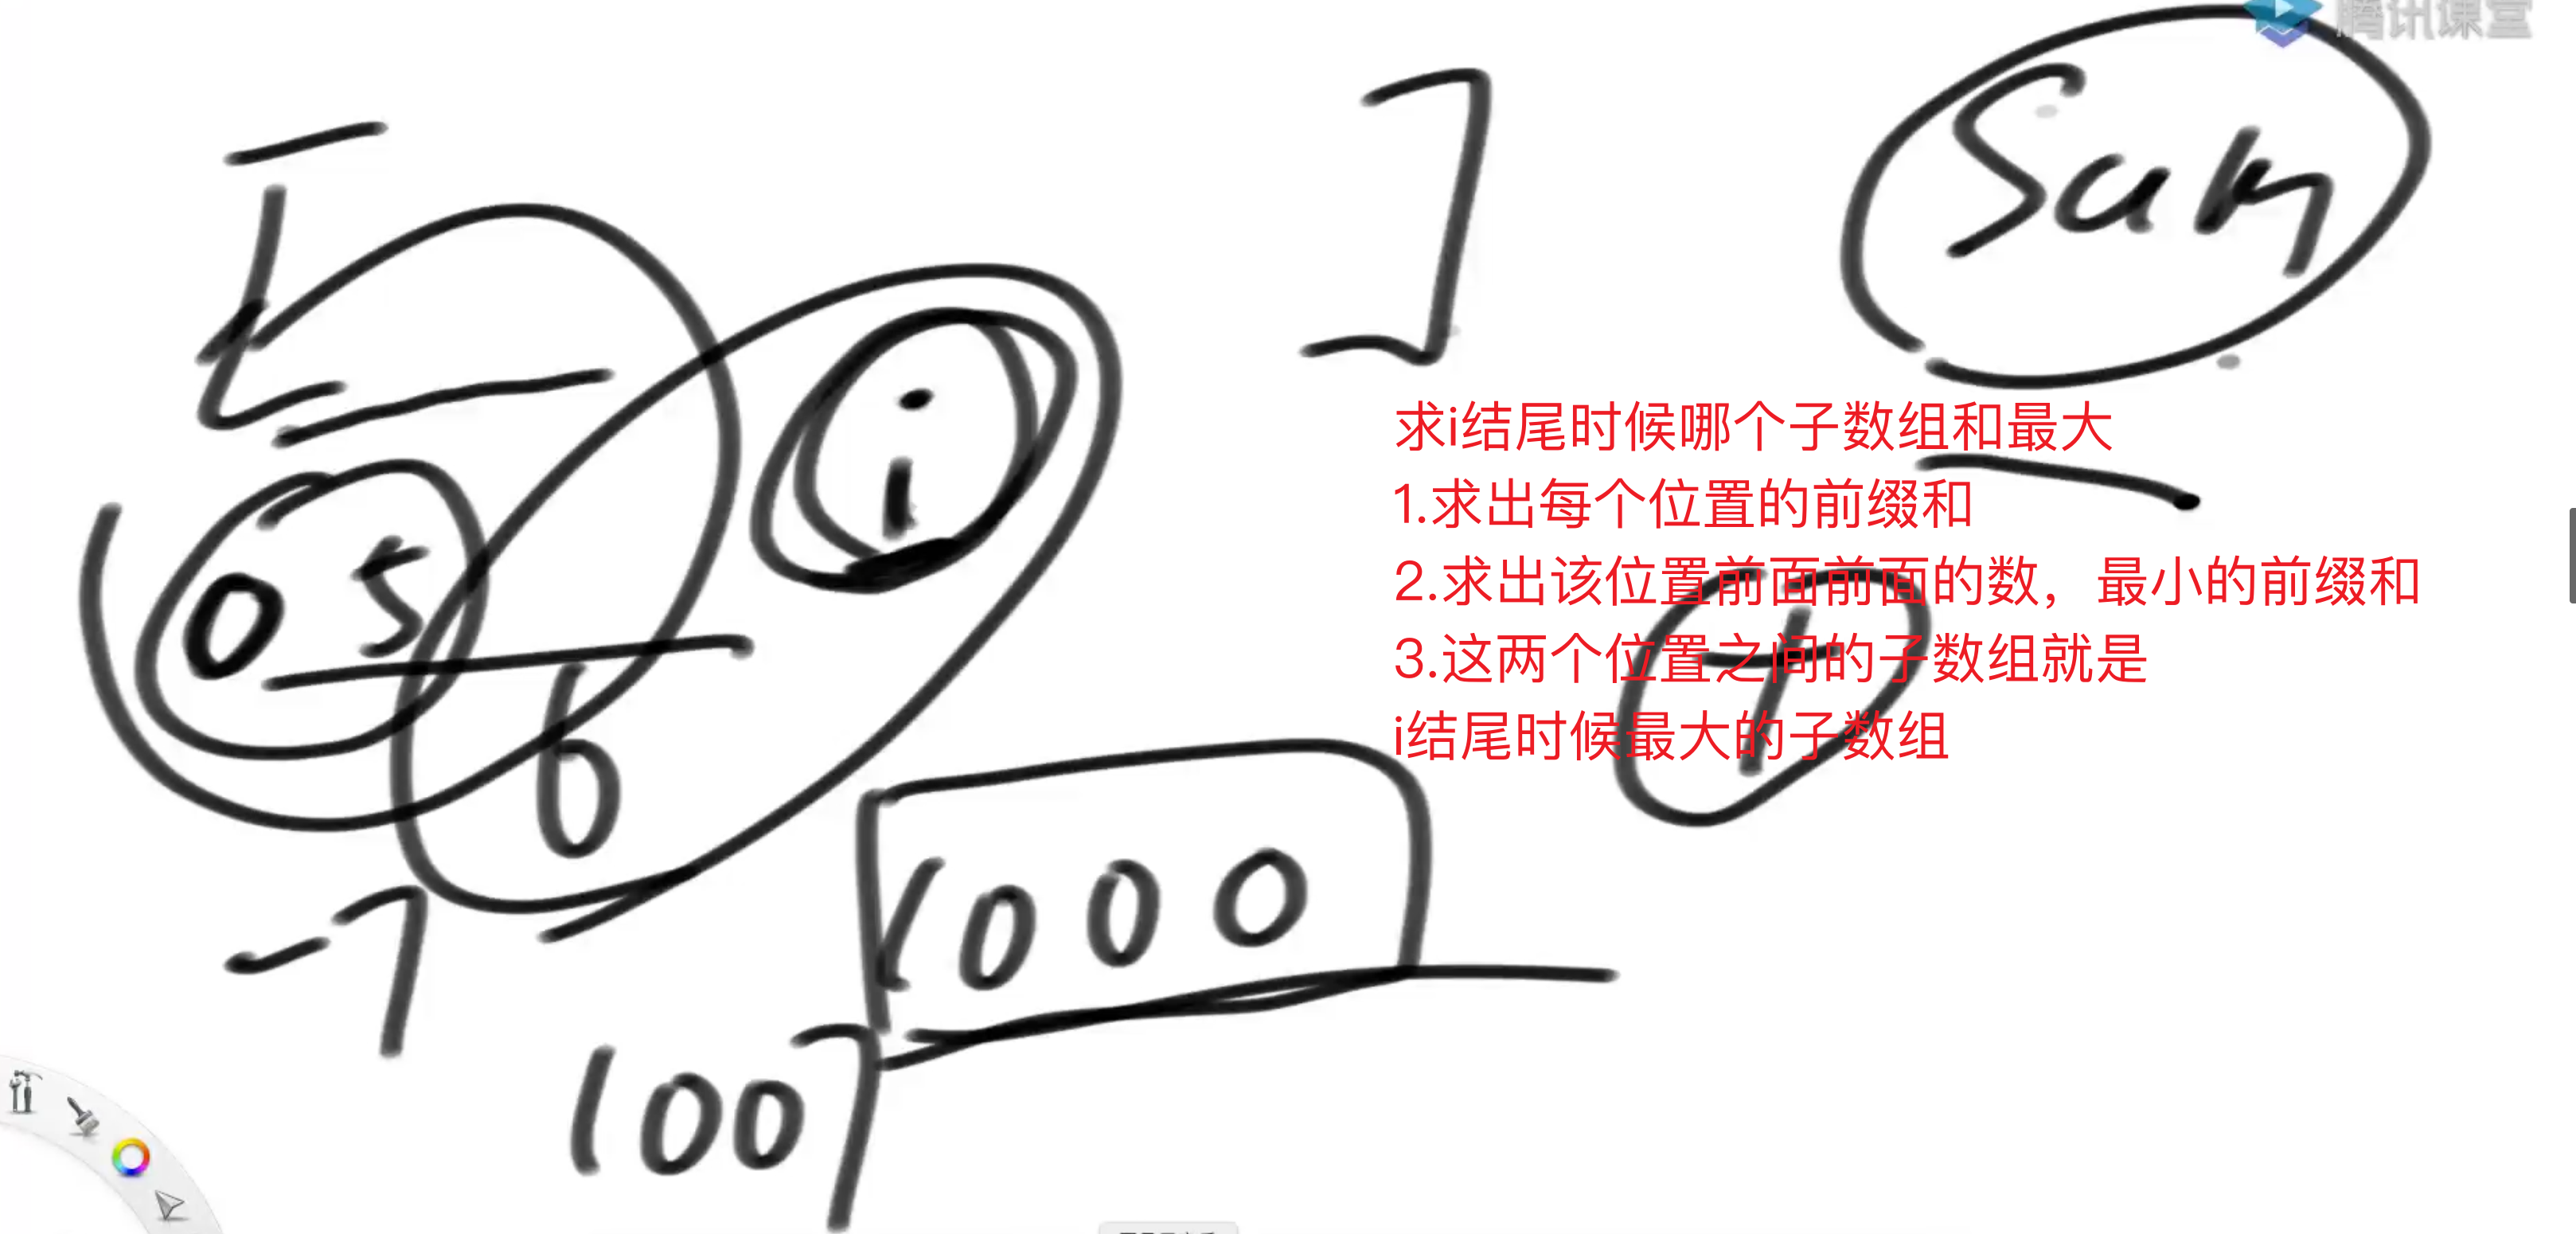 腾讯课堂
[ ]
Sum
i
0 5
6
-7
1000
1007
+
求i结尾时候哪个子数组和最大
1.求出每个位置的前缀和
2.求出该位置前面前面的数，最小的前缀和
3.这两个位置之间的子数组就是
i结尾时候最大的子数组